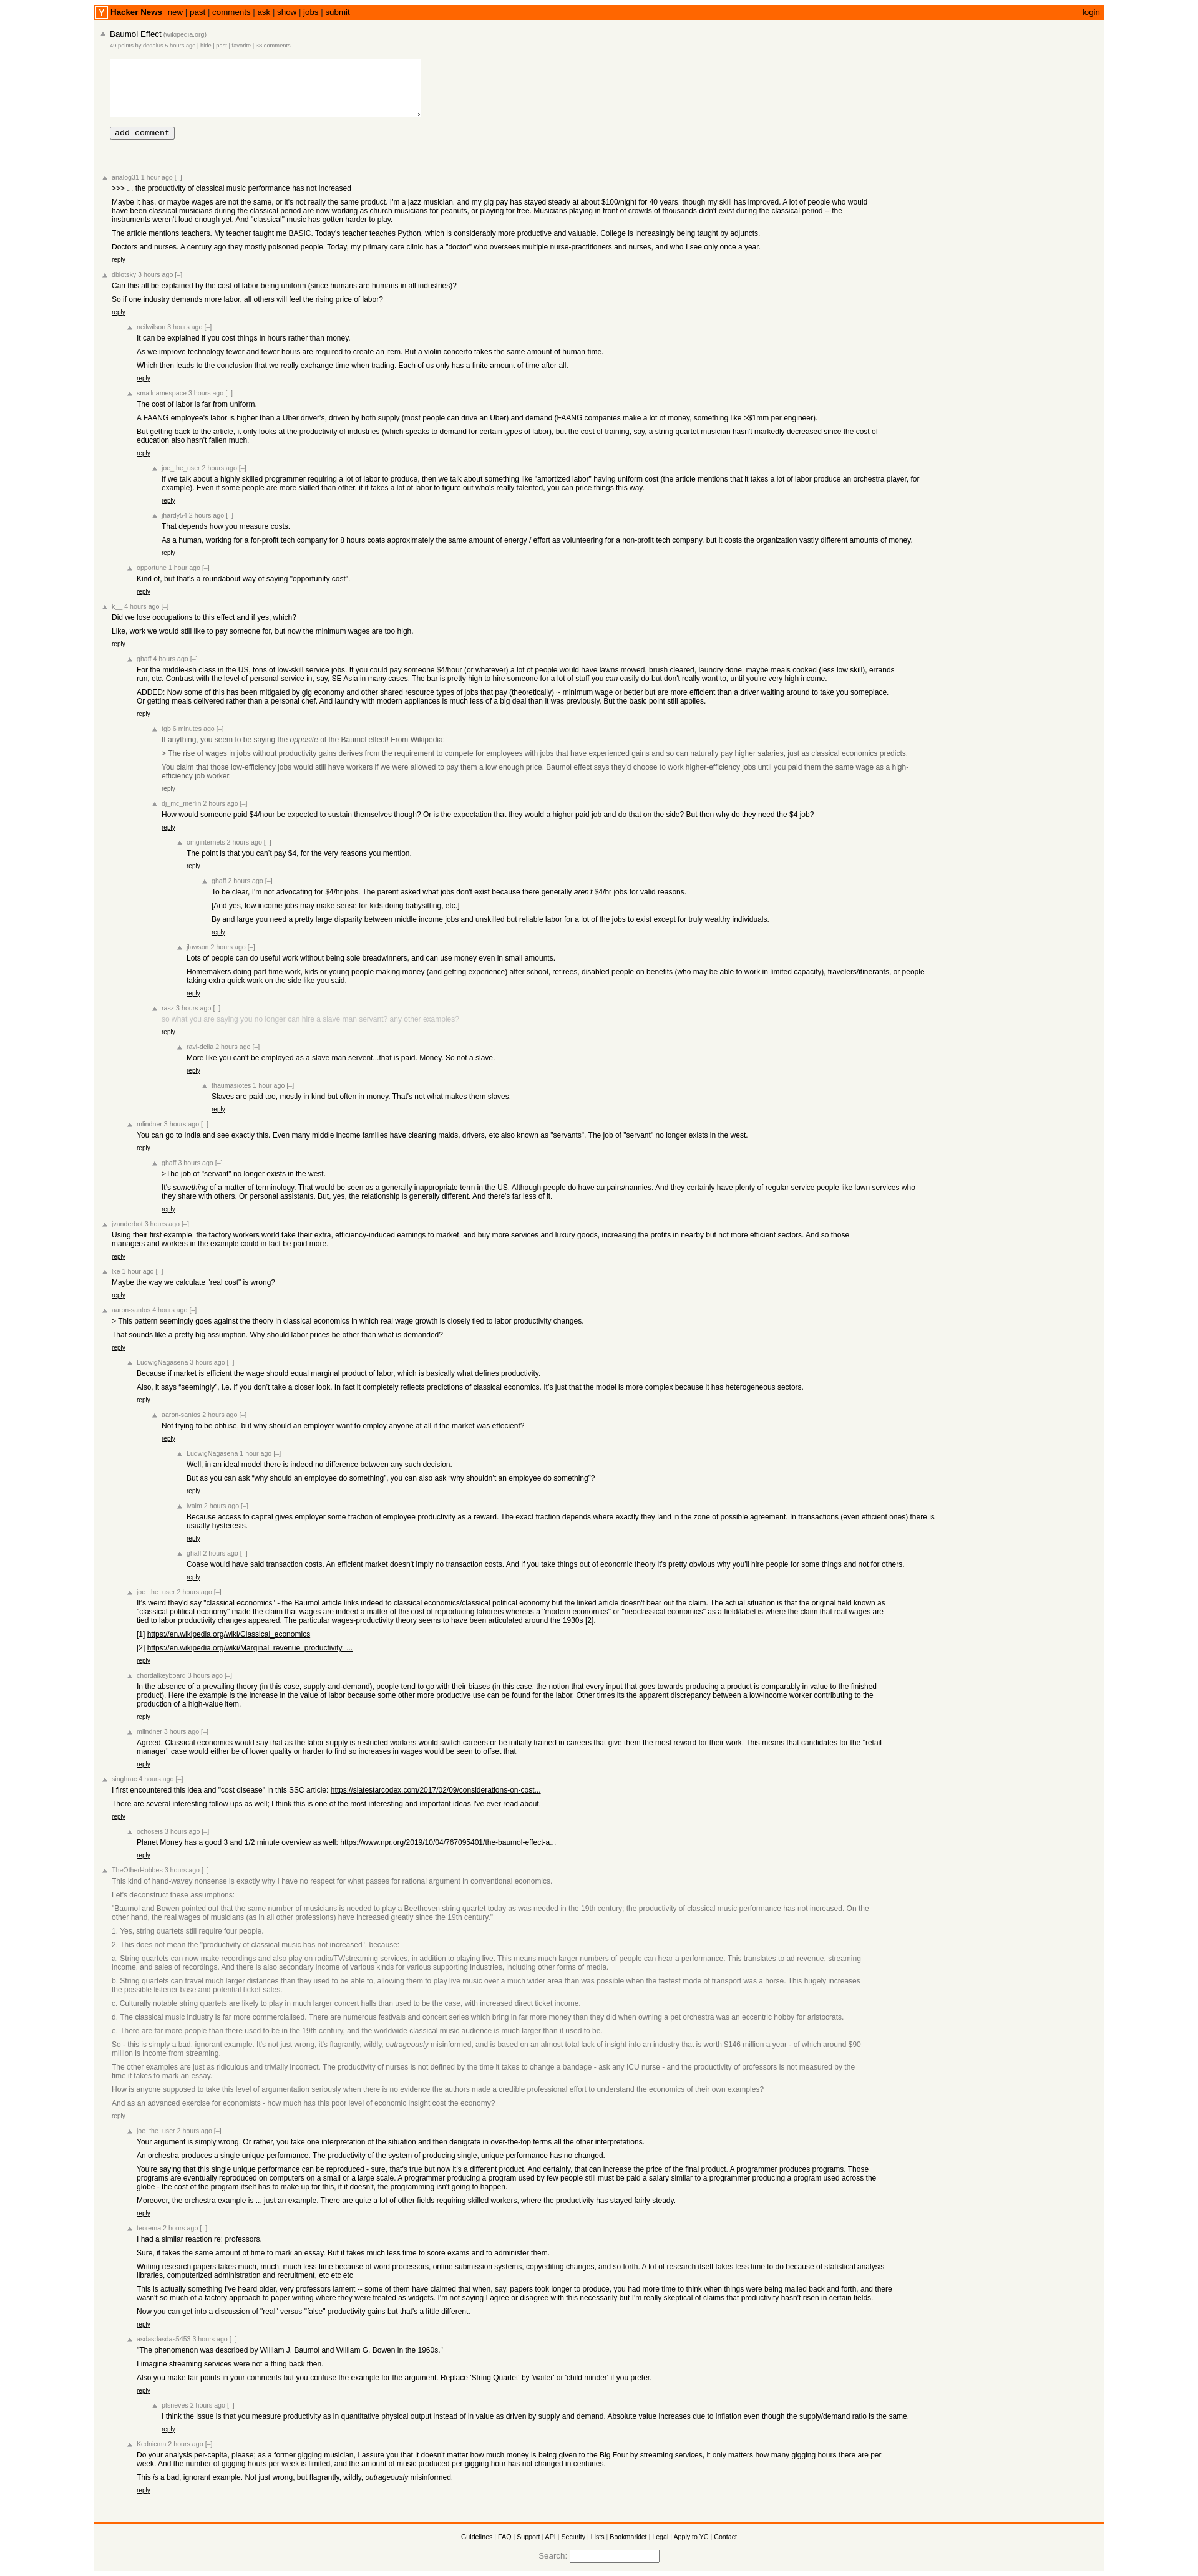 Y Hacker News new | past | comments | ask | show | jobs | submit login
Baumol Effect (wikipedia.org)
49 points by dedalus 5 hours ago | hide | past | favorite | 38 comments
add comment
analog31 1 hour ago [–]
>>> ... the productivity of classical music performance has not increased
Maybe it has, or maybe wages are not the same, or it's not really the same product. I'm a jazz musician, and my gig pay has stayed steady at about $100/night for 40 years, though my skill has improved. A lot of people who would
have been classical musicians during the classical period are now working as church musicians for peanuts, or playing for free. Musicians playing in front of crowds of thousands didn't exist during the classical period -- the
instruments weren't loud enough yet. And "classical" music has gotten harder to play.
The article mentions teachers. My teacher taught me BASIC. Today's teacher teaches Python, which is considerably more productive and valuable. College is increasingly being taught by adjuncts.
Doctors and nurses. A century ago they mostly poisoned people. Today, my primary care clinic has a "doctor" who oversees multiple nurse-practitioners and nurses, and who I see only once a year.
reply
dblotsky 3 hours ago [–]
Can this all be explained by the cost of labor being uniform (since humans are humans in all industries)?
So if one industry demands more labor, all others will feel the rising price of labor?
reply
neilwilson 3 hours ago [–]
It can be explained if you cost things in hours rather than money.
As we improve technology fewer and fewer hours are required to create an item. But a violin concerto takes the same amount of human time.
Which then leads to the conclusion that we really exchange time when trading. Each of us only has a finite amount of time after all.
reply
smallnamespace 3 hours ago [–]
The cost of labor is far from uniform.
A FAANG employee's labor is higher than a Uber driver's, driven by both supply (most people can drive an Uber) and demand (FAANG companies make a lot of money, something like >$1mm per engineer).
But getting back to the article, it only looks at the productivity of industries (which speaks to demand for certain types of labor), but the cost of training, say, a string quartet musician hasn't markedly decreased since the cost of
education also hasn't fallen much.
reply
joe_the_user 2 hours ago [–]
If we talk about a highly skilled programmer requiring a lot of labor to produce, then we talk about something like "amortized labor" having uniform cost (the article mentions that it takes a lot of labor produce an orchestra player, for
example). Even if some people are more skilled than other, if it takes a lot of labor to figure out who's really talented, you can price things this way.
reply
jhardy54 2 hours ago [–]
That depends how you measure costs.
As a human, working for a for-profit tech company for 8 hours coats approximately the same amount of energy / effort as volunteering for a non-profit tech company, but it costs the organization vastly different amounts of money.
reply
opportune 1 hour ago [–]
Kind of, but that's a roundabout way of saying "opportunity cost".
reply
k__ 4 hours ago [–]
Did we lose occupations to this effect and if yes, which?
Like, work we would still like to pay someone for, but now the minimum wages are too high.
reply
ghaff 4 hours ago [–]
For the middle-ish class in the US, tons of low-skill service jobs. If you could pay someone $4/hour (or whatever) a lot of people would have lawns mowed, brush cleared, laundry done, maybe meals cooked (less low skill), errands
run, etc. Contrast with the level of personal service in, say, SE Asia in many cases. The bar is pretty high to hire someone for a lot of stuff you can easily do but don't really want to, until you're very high income.
ADDED: Now some of this has been mitigated by gig economy and other shared resource types of jobs that pay (theoretically) ~ minimum wage or better but are more efficient than a driver waiting around to take you someplace.
Or getting meals delivered rather than a personal chef. And laundry with modern appliances is much less of a big deal than it was previously. But the basic point still applies.
reply
tgb 6 minutes ago [–]
If anything, you seem to be saying the opposite of the Baumol effect! From Wikipedia:
> The rise of wages in jobs without productivity gains derives from the requirement to compete for employees with jobs that have experienced gains and so can naturally pay higher salaries, just as classical economics predicts.
You claim that those low-efficiency jobs would still have workers if we were allowed to pay them a low enough price. Baumol effect says they'd choose to work higher-efficiency jobs until you paid them the same wage as a high-
efficiency job worker.
reply
dj_mc_merlin 2 hours ago [–]
How would someone paid $4/hour be expected to sustain themselves though? Or is the expectation that they would a higher paid job and do that on the side? But then why do they need the $4 job?
reply
omginternets 2 hours ago [–]
The point is that you can't pay $4, for the very reasons you mention.
reply
ghaff 2 hours ago [–]
To be clear, I'm not advocating for $4/hr jobs. The parent asked what jobs don't exist because there generally aren't $4/hr jobs for valid reasons.
[And yes, low income jobs may make sense for kids doing babysitting, etc.]
By and large you need a pretty large disparity between middle income jobs and unskilled but reliable labor for a lot of the jobs to exist except for truly wealthy individuals.
reply
jlawson 2 hours ago [–]
Lots of people can do useful work without being sole breadwinners, and can use money even in small amounts.
Homemakers doing part time work, kids or young people making money (and getting experience) after school, retirees, disabled people on benefits (who may be able to work in limited capacity), travelers/itinerants, or people
taking extra quick work on the side like you said.
reply
rasz 3 hours ago [–]
so what you are saying you no longer can hire a slave man servant? any other examples?
reply
ravi-delia 2 hours ago [–]
More like you can't be employed as a slave man servent...that is paid. Money. So not a slave.
reply
thaumasiotes 1 hour ago [–]
Slaves are paid too, mostly in kind but often in money. That's not what makes them slaves.
reply
mlindner 3 hours ago [–]
You can go to India and see exactly this. Even many middle income families have cleaning maids, drivers, etc also known as "servants". The job of "servant" no longer exists in the west.
reply
ghaff 3 hours ago [–]
>The job of "servant" no longer exists in the west.
It's something of a matter of terminology. That would be seen as a generally inappropriate term in the US. Although people do have au pairs/nannies. And they certainly have plenty of regular service people like lawn services who
they share with others. Or personal assistants. But, yes, the relationship is generally different. And there's far less of it.
reply
jvanderbot 3 hours ago [–]
Using their first example, the factory workers world take their extra, efficiency-induced earnings to market, and buy more services and luxury goods, increasing the profits in nearby but not more efficient sectors. And so those
managers and workers in the example could in fact be paid more.
reply
lxe 1 hour ago [–]
Maybe the way we calculate "real cost" is wrong?
reply
aaron-santos 4 hours ago [–]
> This pattern seemingly goes against the theory in classical economics in which real wage growth is closely tied to labor productivity changes.
That sounds like a pretty big assumption. Why should labor prices be other than what is demanded?
reply
LudwigNagasena 3 hours ago [–]
Because if market is efficient the wage should equal marginal product of labor, which is basically what defines productivity.
Also, it says “seemingly”, i.e. if you don’t take a closer look. In fact it completely reflects predictions of classical economics. It’s just that the model is more complex because it has heterogeneous sectors.
reply
aaron-santos 2 hours ago [–]
Not trying to be obtuse, but why should an employer want to employ anyone at all if the market was effecient?
reply
LudwigNagasena 1 hour ago [–]
Well, in an ideal model there is indeed no difference between any such decision.
But as you can ask “why should an employee do something”, you can also ask “why shouldn’t an employee do something”?
reply
ivalm 2 hours ago [–]
Because access to capital gives employer some fraction of employee productivity as a reward. The exact fraction depends where exactly they land in the zone of possible agreement. In transactions (even efficient ones) there is
usually hysteresis.
reply
ghaff 2 hours ago [–]
Coase would have said transaction costs. An efficient market doesn't imply no transaction costs. And if you take things out of economic theory it's pretty obvious why you'll hire people for some things and not for others.
reply
joe_the_user 2 hours ago [–]
It's weird they'd say "classical economics" - the Baumol article links indeed to classical economics/classical political economy but the linked article doesn't bear out the claim. The actual situation is that the original field known as
"classical political economy" made the claim that wages are indeed a matter of the cost of reproducing laborers whereas a "modern economics" or "neoclassical economics" as a field/label is where the claim that real wages are
tied to labor productivity changes appeared. The particular wages-productivity theory seems to have been articulated around the 1930s [2].
[1] https://en.wikipedia.org/wiki/Classical_economics
[2] https://en.wikipedia.org/wiki/Marginal_revenue_productivity_...
reply
chordalkeyboard 3 hours ago [–]
In the absence of a prevailing theory (in this case, supply-and-demand), people tend to go with their biases (in this case, the notion that every input that goes towards producing a product is comparably in value to the finished
product). Here the example is the increase in the value of labor because some other more productive use can be found for the labor. Other times its the apparent discrepancy between a low-income worker contributing to the
production of a high-value item.
reply
mlindner 3 hours ago [–]
Agreed. Classical economics would say that as the labor supply is restricted workers would switch careers or be initially trained in careers that give them the most reward for their work. This means that candidates for the "retail
manager" case would either be of lower quality or harder to find so increases in wages would be seen to offset that.
reply
singhrac 4 hours ago [–]
I first encountered this idea and "cost disease" in this SSC article: https://slatestarcodex.com/2017/02/09/considerations-on-cost...
There are several interesting follow ups as well; I think this is one of the most interesting and important ideas I've ever read about.
reply
ochoseis 3 hours ago [–]
Planet Money has a good 3 and 1/2 minute overview as well: https://www.npr.org/2019/10/04/767095401/the-baumol-effect-a...
reply
TheOtherHobbes 3 hours ago [–]
This kind of hand-wavey nonsense is exactly why I have no respect for what passes for rational argument in conventional economics.
Let's deconstruct these assumptions:
"Baumol and Bowen pointed out that the same number of musicians is needed to play a Beethoven string quartet today as was needed in the 19th century; the productivity of classical music performance has not increased. On the
other hand, the real wages of musicians (as in all other professions) have increased greatly since the 19th century."
1. Yes, string quartets still require four people.
2. This does not mean the "productivity of classical music has not increased", because:
a. String quartets can now make recordings and also play on radio/TV/streaming services, in addition to playing live. This means much larger numbers of people can hear a performance. This translates to ad revenue, streaming
income, and sales of recordings. And there is also secondary income of various kinds for various supporting industries, including other forms of media.
b. String quartets can travel much larger distances than they used to be able to, allowing them to play live music over a much wider area than was possible when the fastest mode of transport was a horse. This hugely increases
the possible listener base and potential ticket sales.
c. Culturally notable string quartets are likely to play in much larger concert halls than used to be the case, with increased direct ticket income.
d. The classical music industry is far more commercialised. There are numerous festivals and concert series which bring in far more money than they did when owning a pet orchestra was an eccentric hobby for aristocrats.
e. There are far more people than there used to be in the 19th century, and the worldwide classical music audience is much larger than it used to be.
So - this is simply a bad, ignorant example. It's not just wrong, it's flagrantly, wildly, outrageously misinformed, and is based on an almost total lack of insight into an industry that is worth $146 million a year - of which around $90
million is income from streaming.
The other examples are just as ridiculous and trivially incorrect. The productivity of nurses is not defined by the time it takes to change a bandage - ask any ICU nurse - and the productivity of professors is not measured by the
time it takes to mark an essay.
How is anyone supposed to take this level of argumentation seriously when there is no evidence the authors made a credible professional effort to understand the economics of their own examples?
And as an advanced exercise for economists - how much has this poor level of economic insight cost the economy?
reply
joe_the_user 2 hours ago [–]
Your argument is simply wrong. Or rather, you take one interpretation of the situation and then denigrate in over-the-top terms all the other interpretations.
An orchestra produces a single unique performance. The productivity of the system of producing single, unique performance has no changed.
You're saying that this single unique performance can be reproduced - sure, that's true but now it's a different product. And certainly, that can increase the price of the final product. A programmer produces programs. Those
programs are eventually reproduced on computers on a small or a large scale. A programmer producing a program used by few people still must be paid a salary similar to a programmer producing a program used across the
globe - the cost of the program itself has to make up for this, if it doesn't, the programming isn't going to happen.
Moreover, the orchestra example is ... just an example. There are quite a lot of other fields requiring skilled workers, where the productivity has stayed fairly steady.
reply
teorema 2 hours ago [–]
I had a similar reaction re: professors.
Sure, it takes the same amount of time to mark an essay. But it takes much less time to score exams and to administer them.
Writing research papers takes much, much, much less time because of word processors, online submission systems, copyediting changes, and so forth. A lot of research itself takes less time to do because of statistical analysis
libraries, computerized administration and recruitment, etc etc etc
This is actually something I've heard older, very professors lament -- some of them have claimed that when, say, papers took longer to produce, you had more time to think when things were being mailed back and forth, and there
wasn't so much of a factory approach to paper writing where they were treated as widgets. I'm not saying I agree or disagree with this necessarily but I'm really skeptical of claims that productivity hasn't risen in certain fields.
Now you can get into a discussion of "real" versus "false" productivity gains but that's a little different.
reply
asdasdasdas5453 3 hours ago [–]
"The phenomenon was described by William J. Baumol and William G. Bowen in the 1960s."
I imagine streaming services were not a thing back then.
Also you make fair points in your comments but you confuse the example for the argument. Replace 'String Quartet' by 'waiter' or 'child minder' if you prefer.
reply
ptsneves 2 hours ago [–]
I think the issue is that you measure productivity as in quantitative physical output instead of in value as driven by supply and demand. Absolute value increases due to inflation even though the supply/demand ratio is the same.
reply
Kednicma 2 hours ago [–]
Do your analysis per-capita, please; as a former gigging musician, I assure you that it doesn't matter how much money is being given to the Big Four by streaming services, it only matters how many gigging hours there are per
week. And the number of gigging hours per week is limited, and the amount of music produced per gigging hour has not changed in centuries.
This is a bad, ignorant example. Not just wrong, but flagrantly, wildly, outrageously misinformed.
reply
Guidelines | FAQ | Support | API | Security | Lists | Bookmarklet | Legal | Apply to YC | Contact
Search: